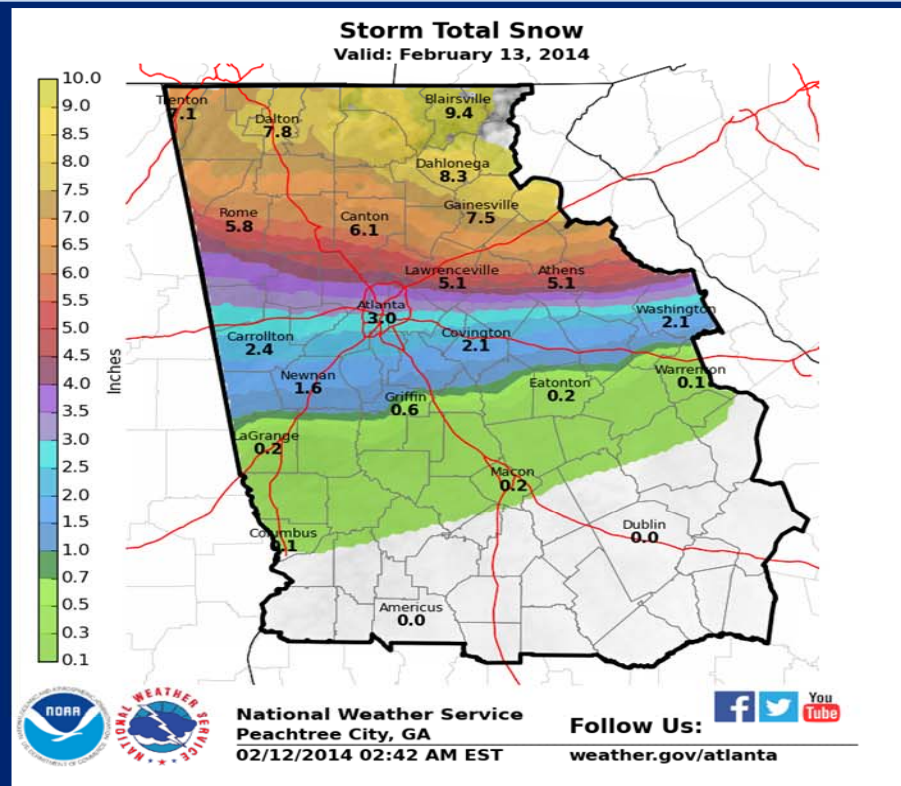 Storm Total Snow
Valid: February 13, 2014
10.0
9.0
8.5
8.0
7.5
7.0
6.5
6.0
5.5
5.0
4.5
4.0
3.5
3.0
2.5
2.0
1.5
1.0
0.7
0.5
0.3
0.1
Inches
Trenton
7.1
Dalton
7.8
Blairsville
9.4
Dahlonega
8.3
Gainesville
7.5
Rome
5.8
Canton
6.1
Lawrenceville
5.1
Athens
5.1
Atlanta
3.0
Washington
2.1
Carrollton
2.4
Covington
2.1
Newnan
1.6
Griffin
0.6
Eatonton
0.2
Warrenton
0.1
LaGrange
0.2
Macon
0.2
Columbus
0.1
Dublin
0.0
Americus
0.0
NOAA
NATIONAL WEATHER SERVICE
National Weather Service
Peachtree City, GA
02/12/2014 02:42 AM EST
Follow Us:
You
Tube
weather.gov/atlanta